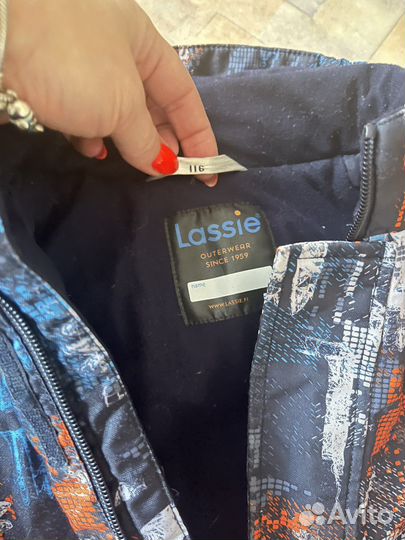 116
Lassie
OUTERWEAR
SINCE 1959
name
WWW.LASSIE.FI
Avito